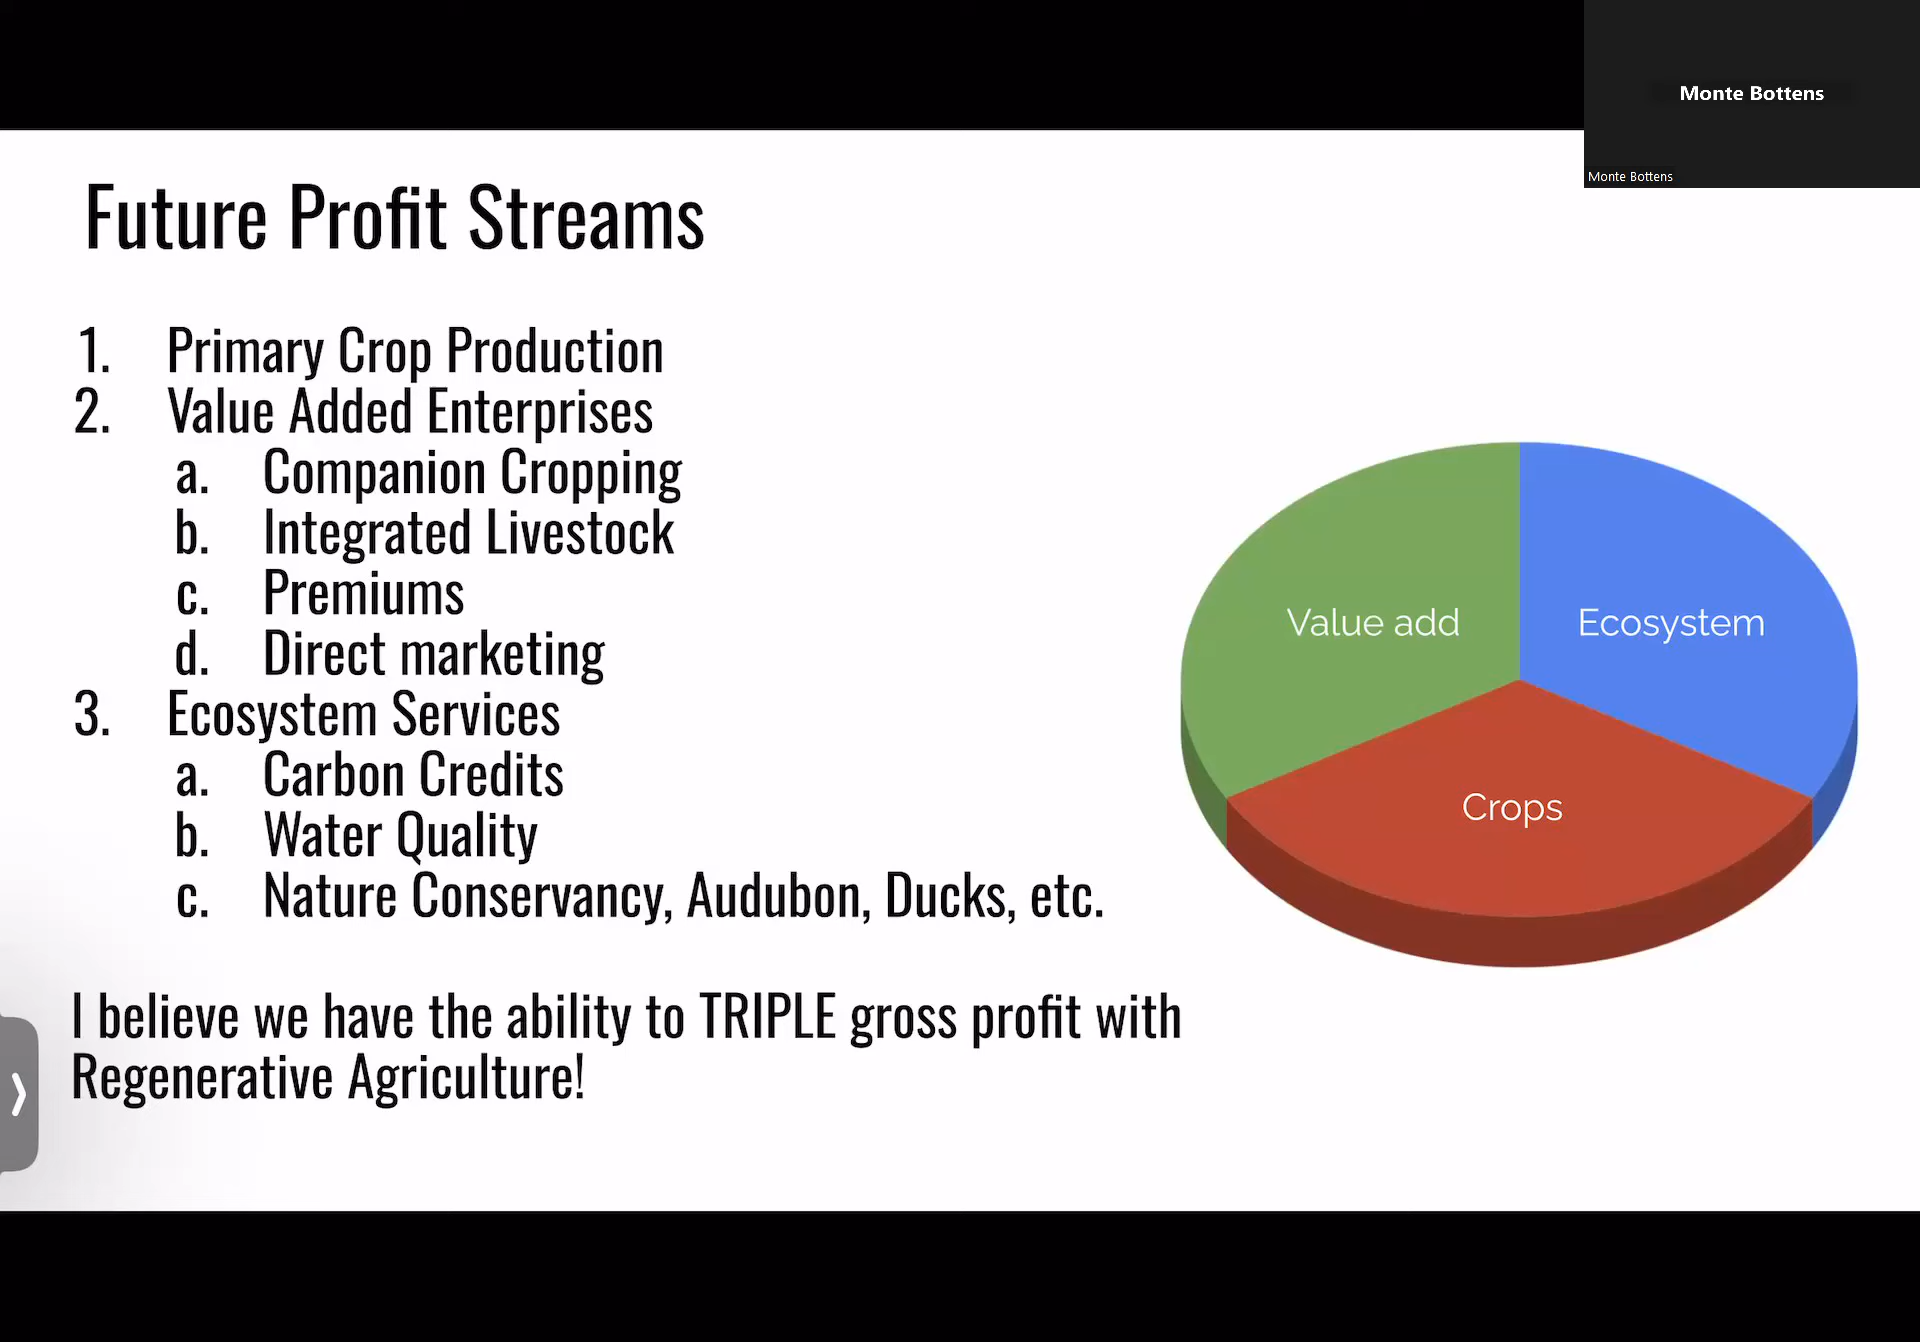 Monte Bottens
Monte Bottens
Future Profit Streams
1. Primary Crop Production
2. Value Added Enterprises
a. Companion Cropping
b. Integrated Livestock
c. Premiums
d. Direct marketing
3. Ecosystem Services
a. Carbon Credits
b. Water Quality
c. Nature Conservancy, Audubon, Ducks, etc.
I believe we have the ability to TRIPLE gross profit with
Regenerative Agriculture!
Value add
Ecosystem
Crops